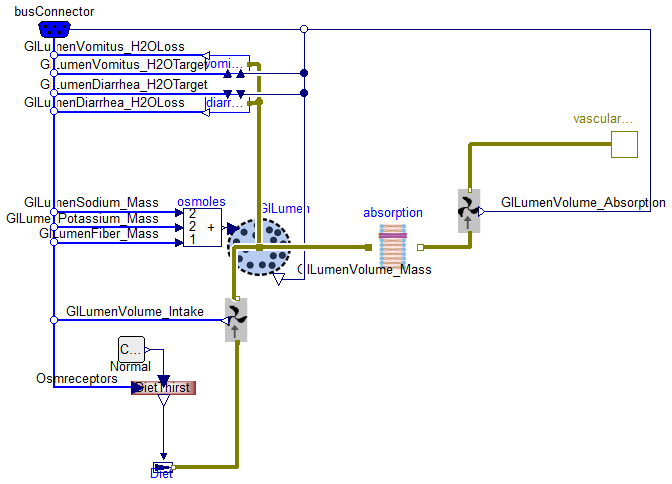 busConnector
GILumenVomitus_H2OLoss
GILumenVomitus_H2OTarget
vomi...
GILumenDiarrhea_H2OTarget
GILumenDiarrhea_H2OLoss
diarr...
vascular...
GILumenSodium_Mass
osmoles
GILumen
absorption
GILumenVolume_Absorption
GILumePotassium_Mass
GILumenFiber_Mass
2
2
1
+
GILumenVolume_Mass
GILumenVolume_Intake
C...
Normal
Osmreceptors
DietThirst
Diet